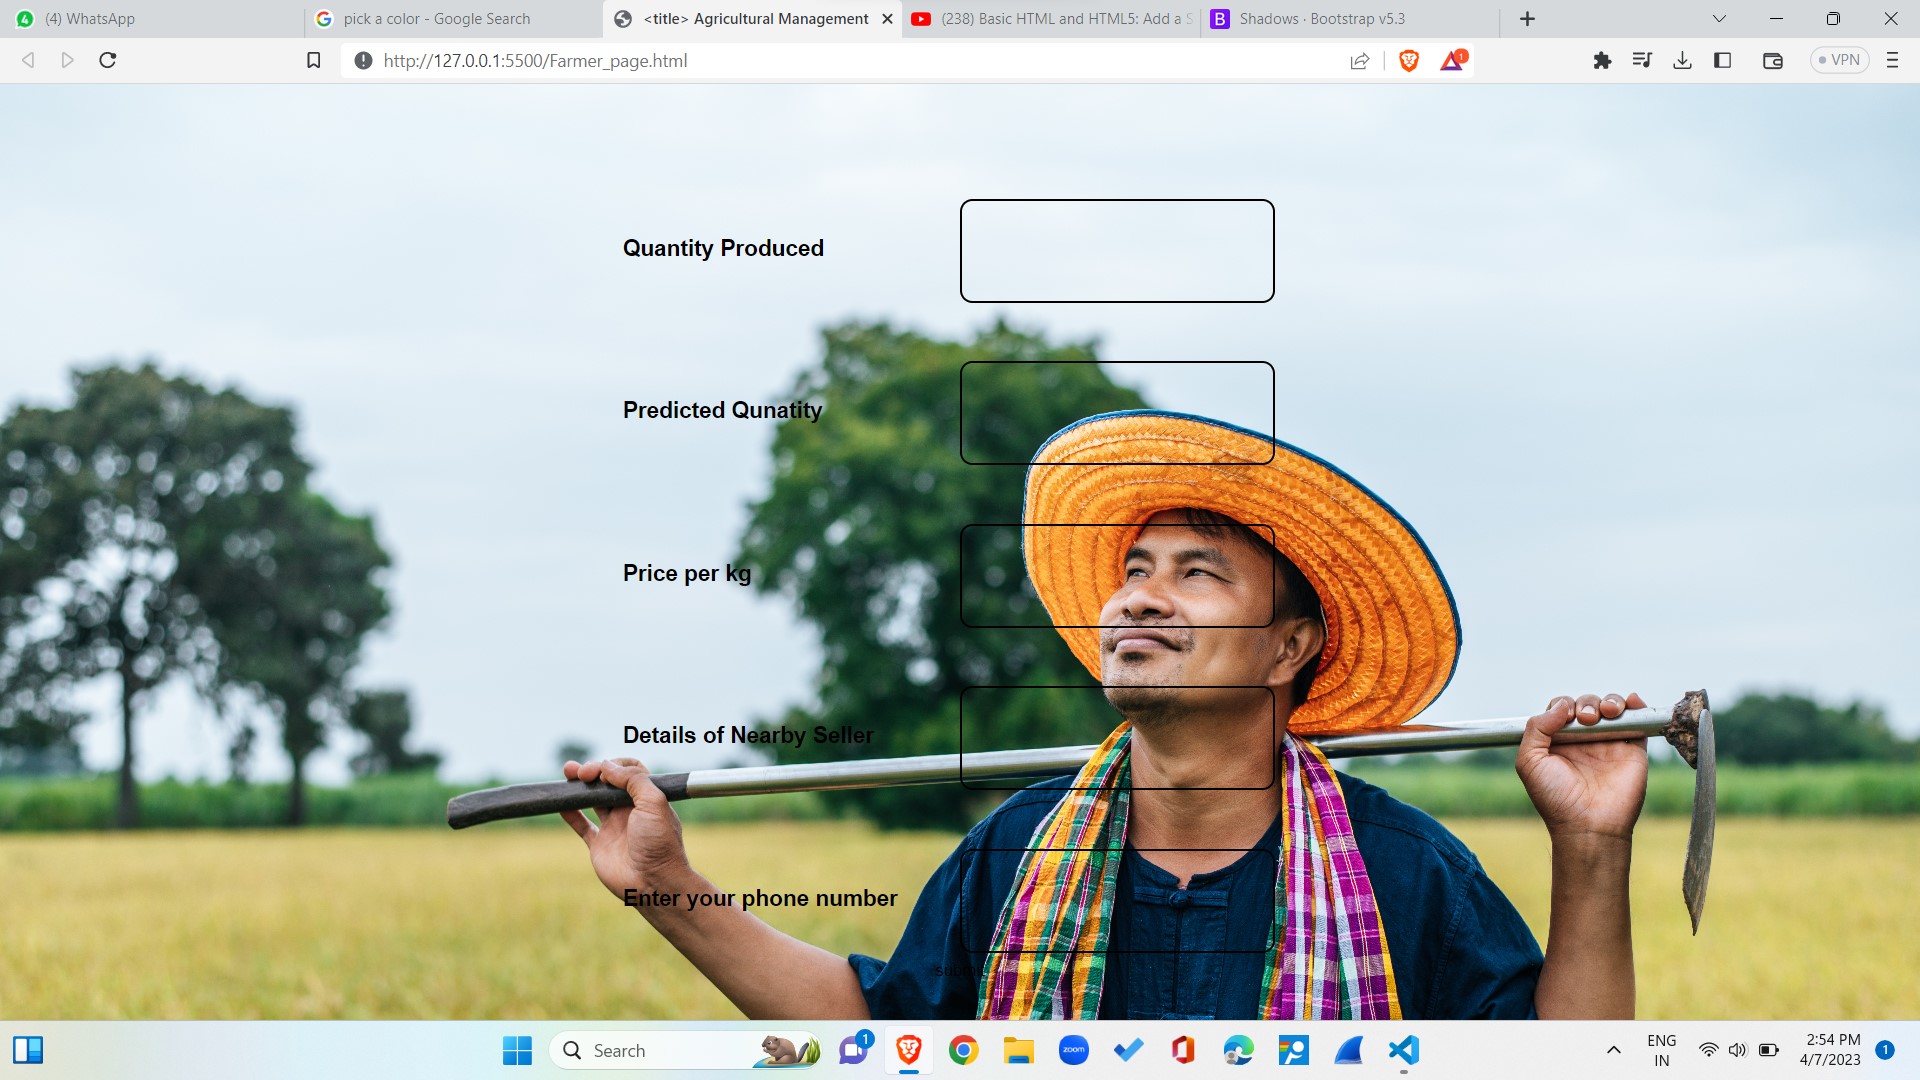 (4) WhatsApp
pick a color - Google Search
<title> Agricultural Management
(238) Basic HTML and HTML5: Add a S
Shadows · Bootstrap v5.3
http://127.0.0.1:5500/Farmer_page.html
1
VPN
Quantity Produced
Predicted Qunatity
Price per kg
Details of Nearby Seller
Enter your phone number
Search
1
zoom
ENG
IN
2:54 PM
4/7/2023
1